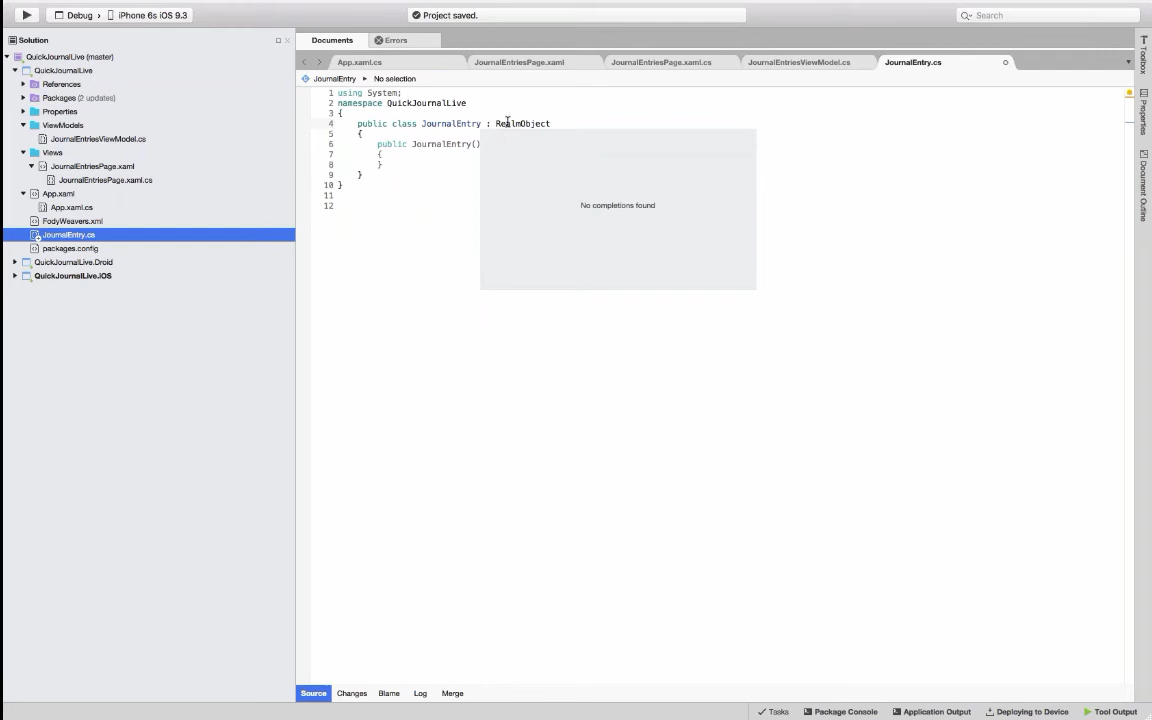 Debug › iPhone 6s iOS 9.3
Project saved.
Search
Solution
QuickJournalLive (master)
QuickJournalLive
References
Packages (2 updates)
Properties
ViewModels
JournalEntriesViewModel.cs
Views
JournalEntriesPage.xaml
JournalEntriesPage.xaml.cs
App.xaml
App.xaml.cs
FodyWeavers.xml
JournalEntry.cs
packages.config
QuickJournalLive.Droid
QuickJournalLive.iOS
Documents
Errors
App.xaml.cs
JournalEntriesPage.xaml
JournalEntriesPage.xaml.cs
JournalEntriesViewModel.cs
JournalEntry.cs
JournalEntry
No selection
1 using System;
2 namespace QuickJournalLive
3 {
4 public class JournalEntry : RealmObject
5 {
6 public JournalEntry()
7 {
8 }
9 }
10 }
11
12
No completions found
Toolbox
Properties
Document Outline
Source
Changes
Blame
Log
Merge
Tasks
Package Console
Application Output
Deploying to Device
Tool Output